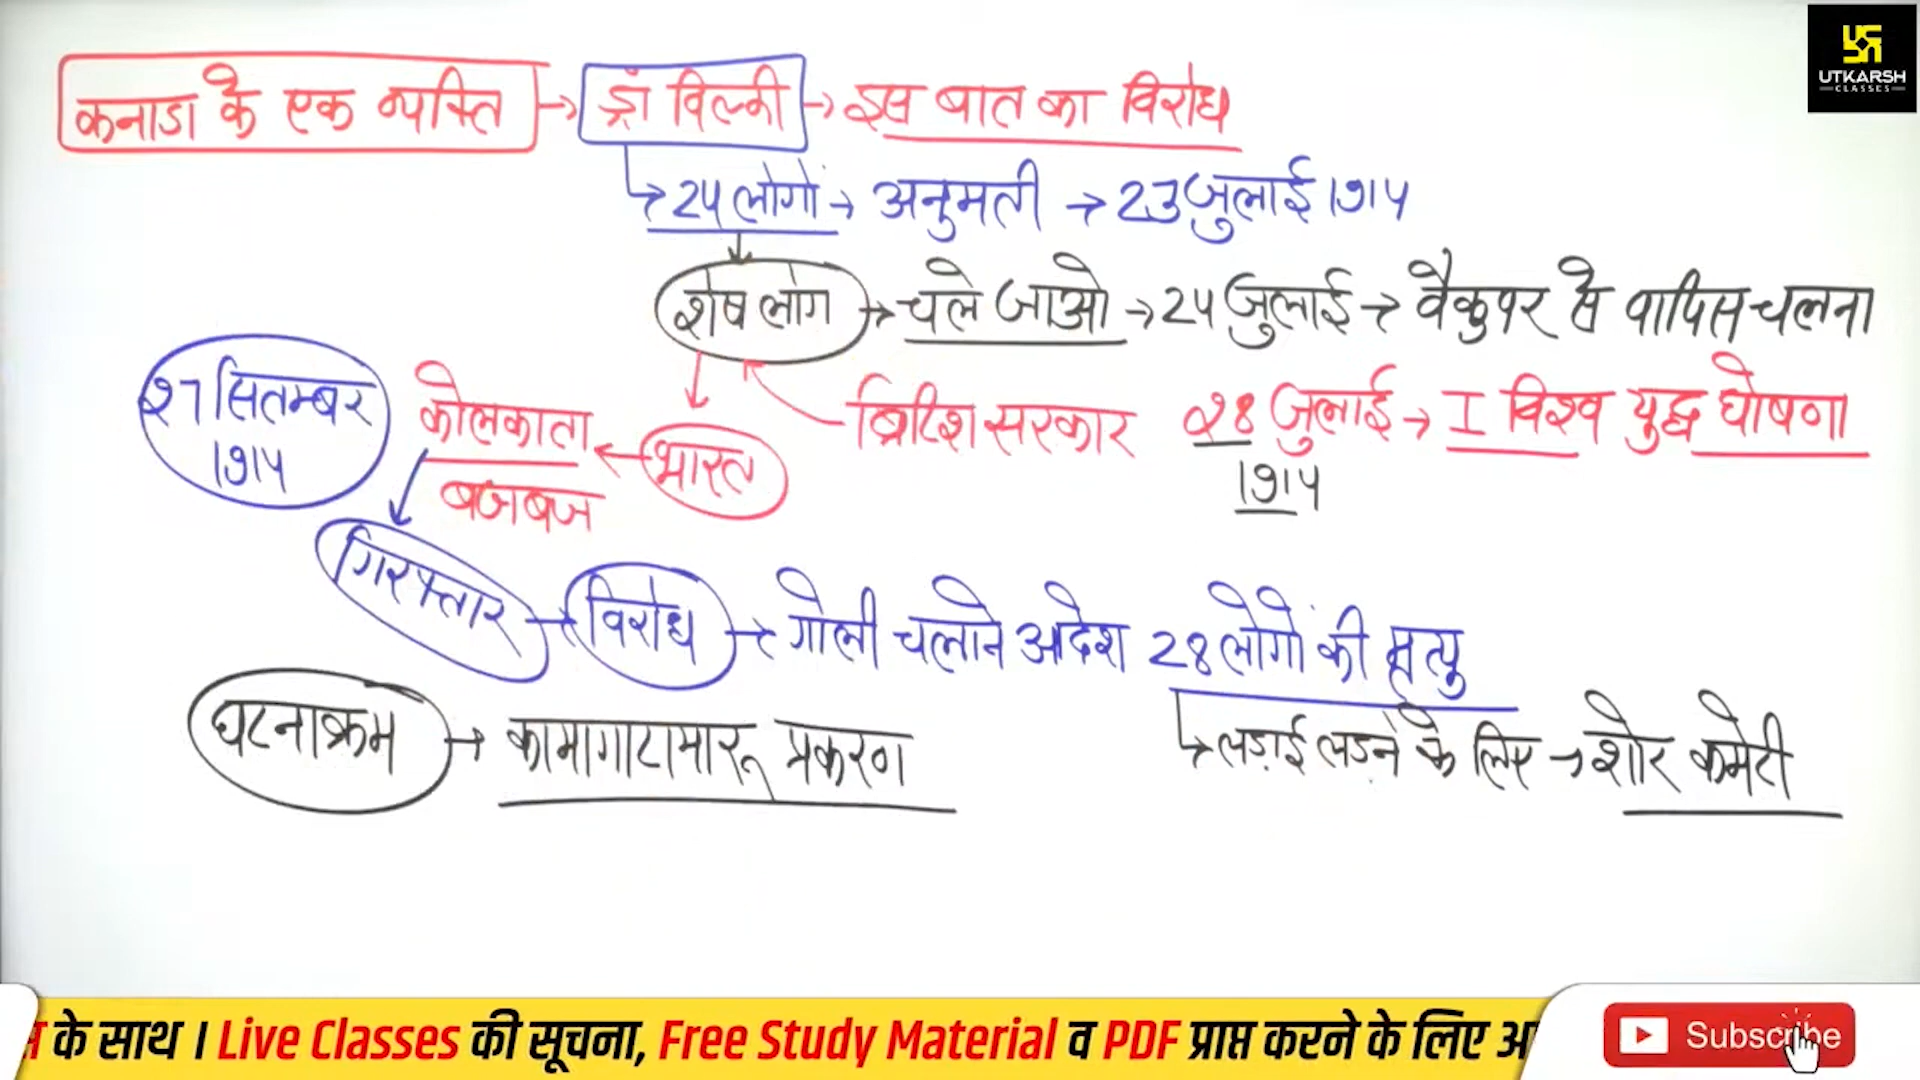 कनाडा के एक व्यक्ति → ड्रॉ विल्की → इस बात का विरोध
↳ 24 लोगों → अनुमती → 23 जुलाई 1914
शेष लोग → चले जाओ → 24 जुलाई → वैकुवर से वापिस चलना
27 सितम्बर 1914
कोलकाता ← भारत
बजबज
ब्रिटिश सरकार
28 जुलाई → I विश्व युद्ध घोषणा
1914
गिरफ्तार → विरोध → गोली चलाने आदेश 28 लोगों की मृत्यु
घटनाक्रम → कामागाटामारू प्रकरण
↳ लड़ाई लड़ने के लिए → शोर कमेटी
UTKARSH
CLASSES
के साथ । Live Classes की सूचना, Free Study Material व PDF प्राप्त करने के लिए अ
Subscribe